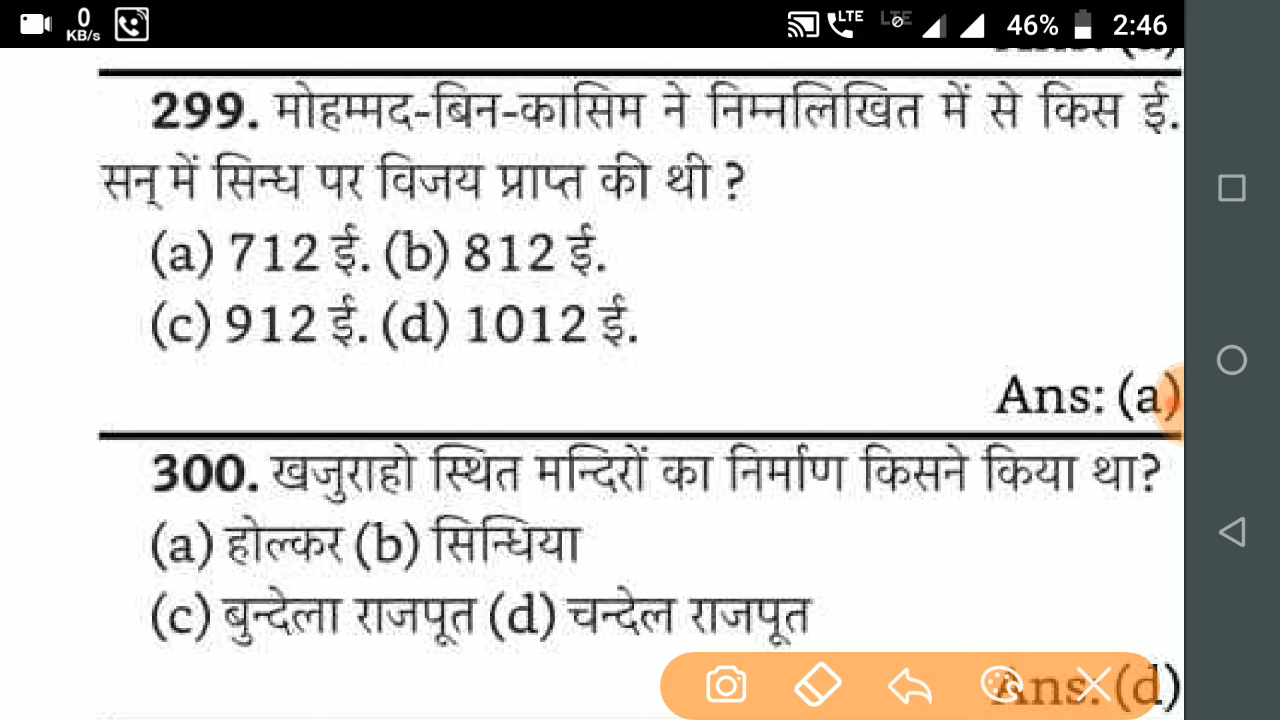 0
KB/s
LTE LTE 46% 2:46
299. मोहम्मद-बिन-कासिम ने निम्नलिखित में से किस ई.
सन् में सिन्ध पर विजय प्राप्त की थी ?
(a) 712 ई. (b) 812 ई.
(c) 912 ई. (d) 1012 ई.
Ans: (a)
300. खजुराहो स्थित मन्दिरों का निर्माण किसने किया था?
(a) होल्कर (b) सिन्धिया
(c) बुन्देला राजपूत (d) चन्देल राजपूत
Ans: (d)